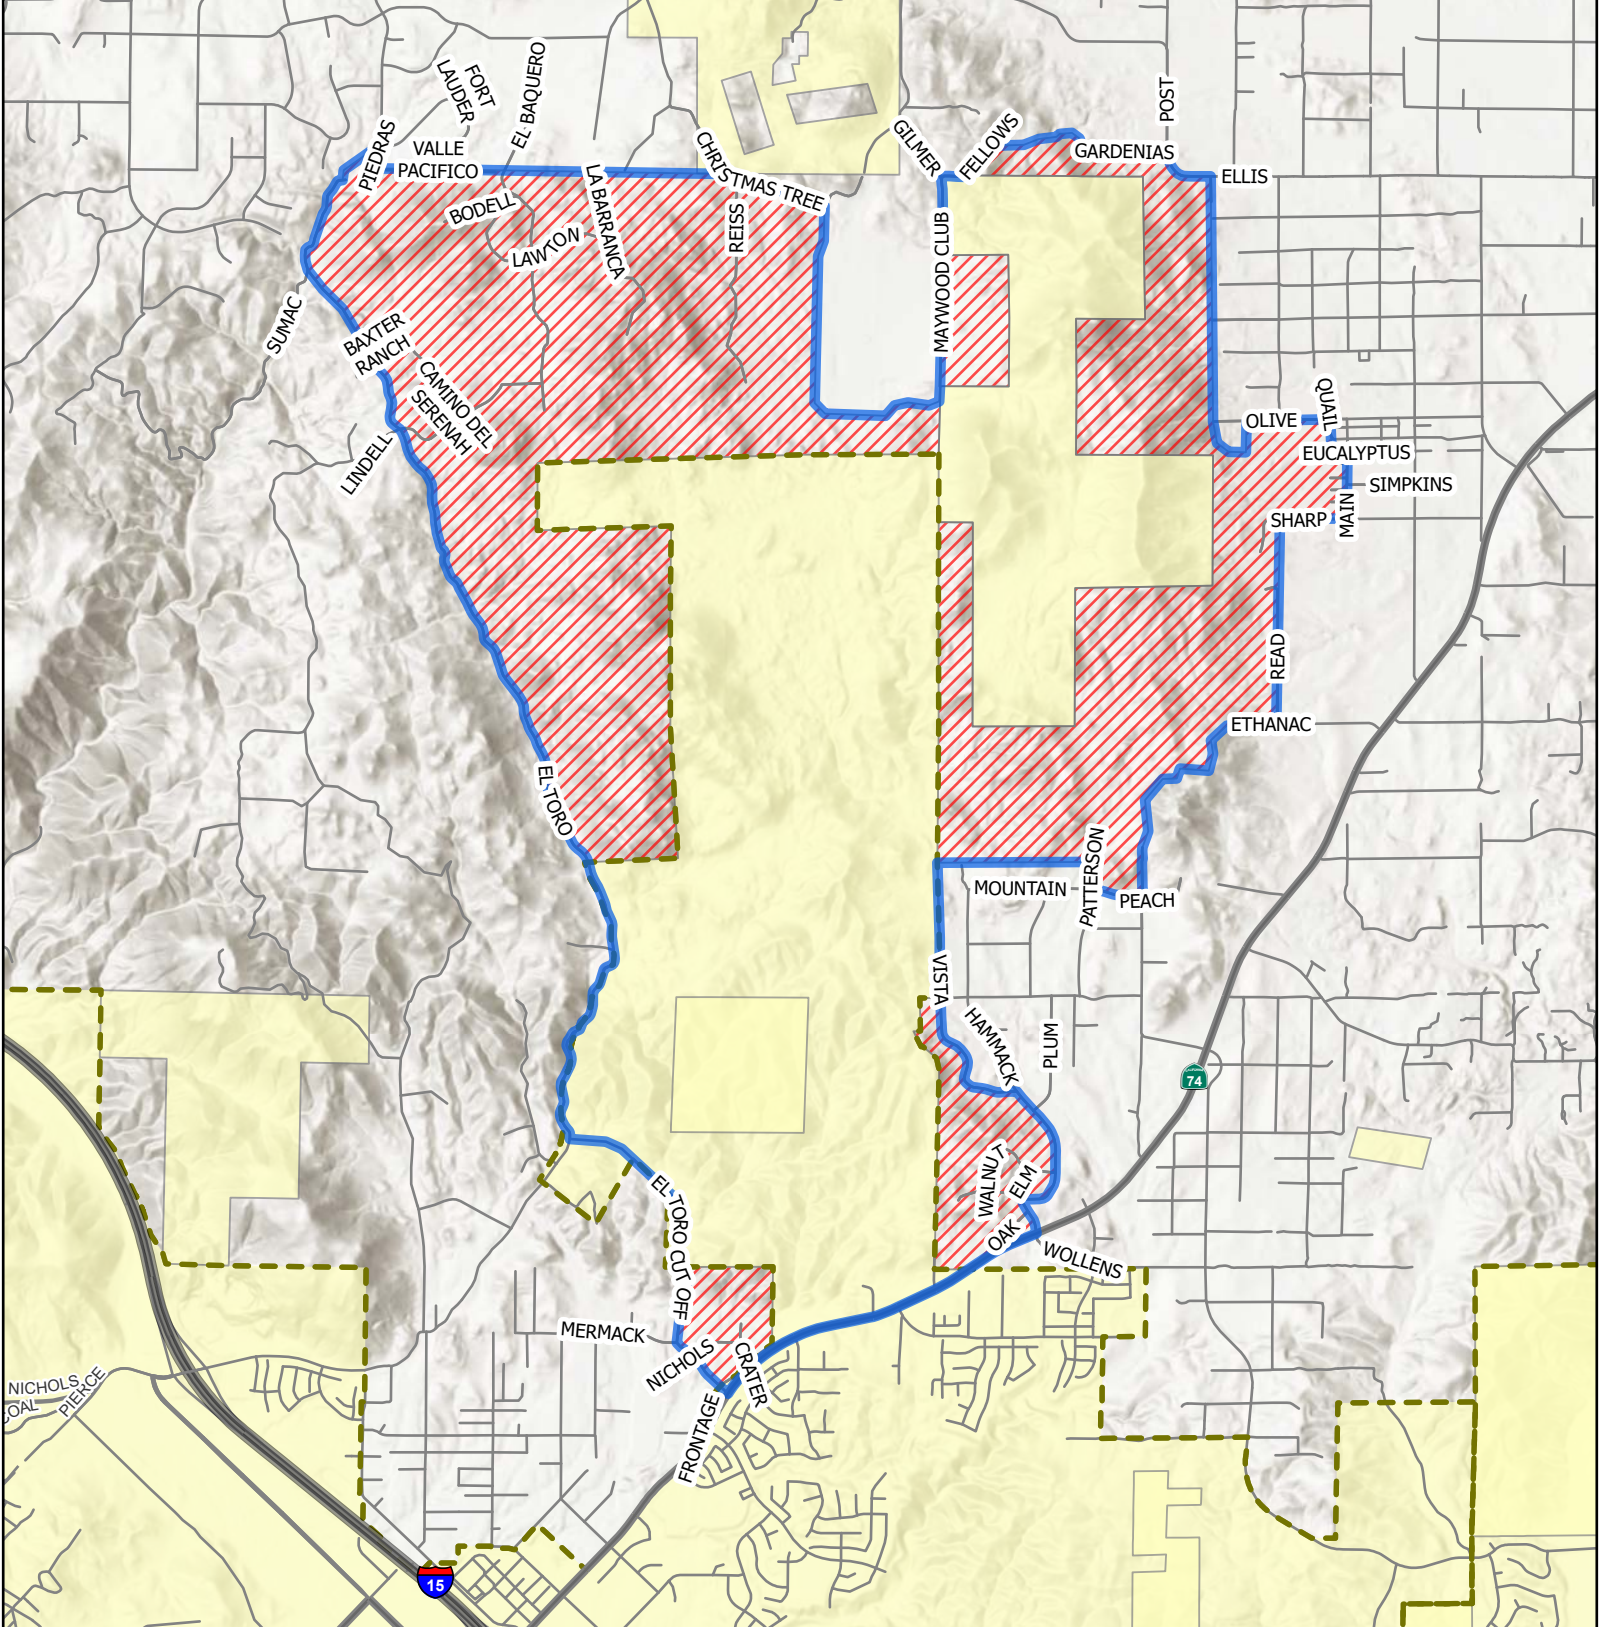 EL BAQUERO
FORT
LAUDER
POST
PIEDRAS
VALLE
PACIFICO
CHRISTMAS TREE
GILMER
FELLOWS
GARDENIAS
ELLIS
BODELL
LAWTON
LA BARRANCA
REISS
MAYWOOD CLUB
SUMAC
BAXTER
RANCH
CAMINO DEL
SERENAH
LINDELL
QUAIL
OLIVE
EUCALYPTUS
SIMPKINS
MAIN
SHARP
READ
ETHANAC
EL TORO
PATTERSON
MOUNTAIN
PEACH
VISTA
HAMMACK
PLUM
74
WALNUT
ELM
OAK
WOLLENS
EL TORO CUT OFF
MERMACK
NICHOLS
CRATER
FRONTAGE
NICHOLS
COAL
PIERCE
15